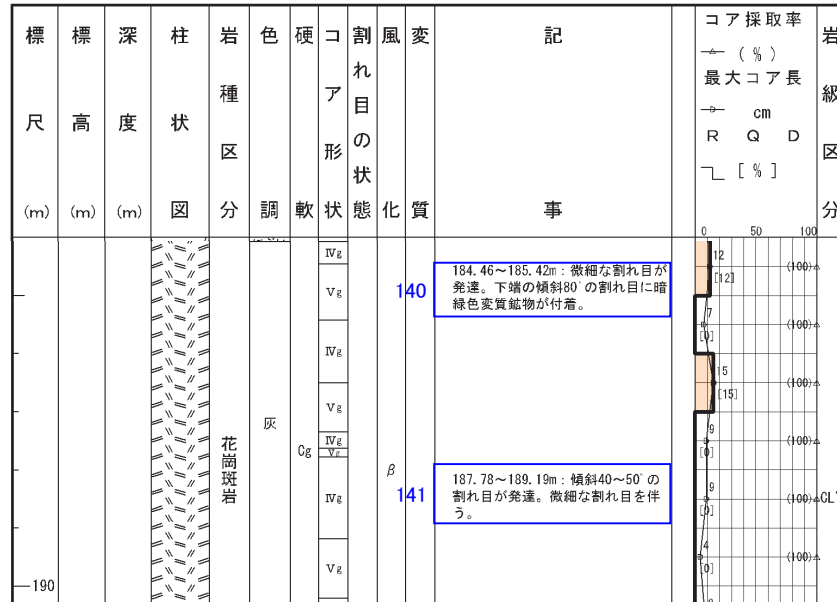 標尺(m)
標高(m)
深度(m)
柱状図
岩種区分
色調
硬軟
コア形状
割れ目の状態
風化
変質
記事
コア採取率
(%)
最大コア長
cm
R Q D
[%]
岩級区分
0 50 100
Ⅳg
Ⅴg
Ⅳg
Ⅴg
Ⅳg
Ⅴg
Ⅳg
Ⅴg
灰
花崗斑岩
Cg
β
140
184.46～185.42m：微細な割れ目が
発達。下端の傾斜80°の割れ目に暗
緑色変質鉱物が付着。
141
187.78～189.19m：傾斜40～50°の
割れ目が発達。微細な割れ目を伴
う。
12
[12]
(100)
7
[0]
(100)
15
[15]
(100)
9
[0]
(100)
9
[0]
(100)
CL
4
[0]
(100)
190